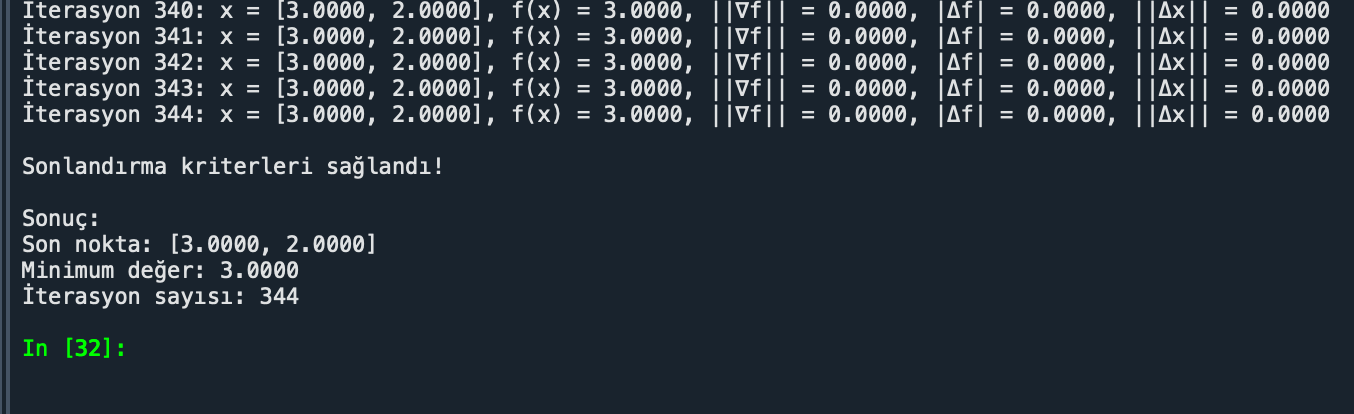 İterasyon 340: x = [3.0000, 2.0000], f(x) = 3.0000, ||∇f|| = 0.0000, |Δf| = 0.0000, ||Δx|| = 0.0000
İterasyon 341: x = [3.0000, 2.0000], f(x) = 3.0000, ||∇f|| = 0.0000, |Δf| = 0.0000, ||Δx|| = 0.0000
İterasyon 342: x = [3.0000, 2.0000], f(x) = 3.0000, ||∇f|| = 0.0000, |Δf| = 0.0000, ||Δx|| = 0.0000
İterasyon 343: x = [3.0000, 2.0000], f(x) = 3.0000, ||∇f|| = 0.0000, |Δf| = 0.0000, ||Δx|| = 0.0000
İterasyon 344: x = [3.0000, 2.0000], f(x) = 3.0000, ||∇f|| = 0.0000, |Δf| = 0.0000, ||Δx|| = 0.0000
Sonlandırma kriterleri sağlandı!
Sonuç:
Son nokta: [3.0000, 2.0000]
Minimum değer: 3.0000
İterasyon sayısı: 344
In [32]: